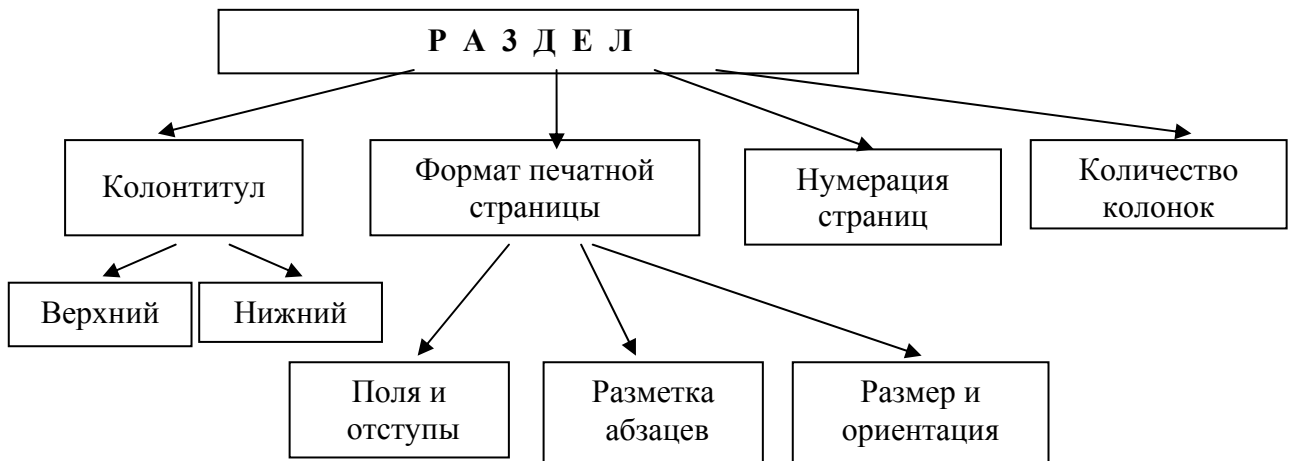 Р А З Д Е Л
Колонтитул
Формат печатной
страницы
Нумерация
страниц
Количество
колонок
Верхний
Нижний
Поля и
отступы
Разметка
абзацев
Размер и
ориентация